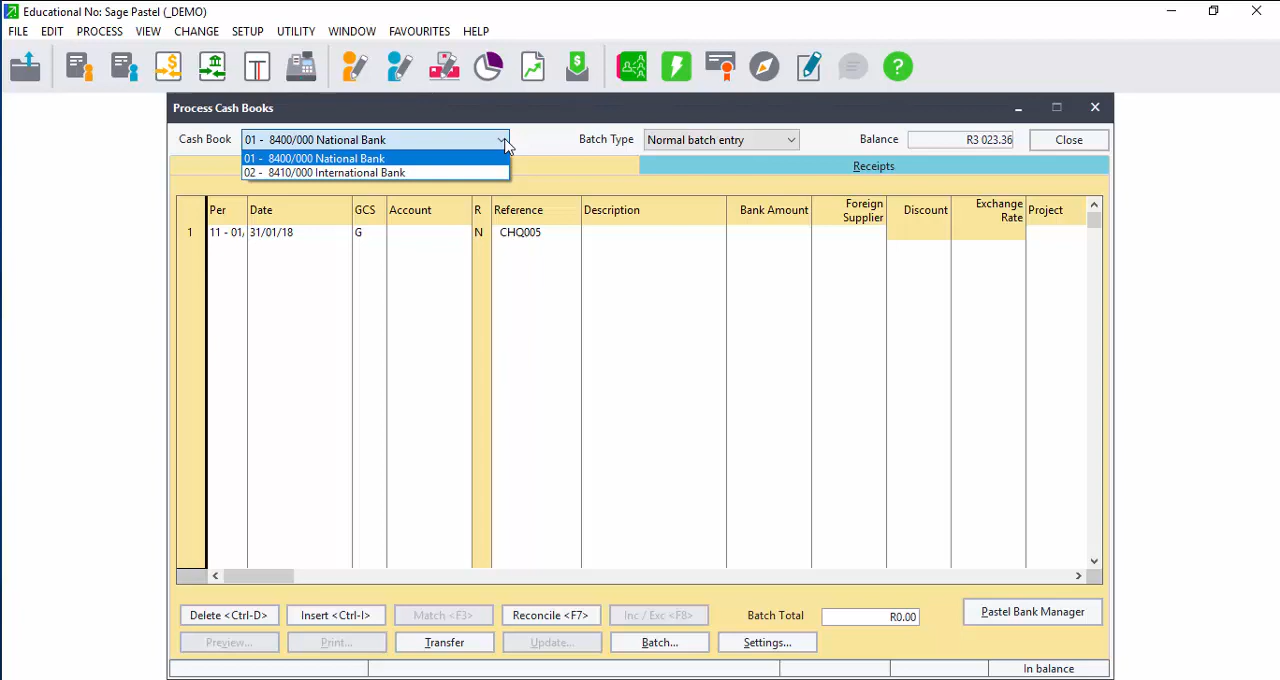 Educational No: Sage Pastel (_DEMO)
FILE EDIT PROCESS VIEW CHANGE SETUP UTILITY WINDOW FAVOURITES HELP
Process Cash Books
Cash Book 01 - 8400/000 National Bank Batch Type Normal batch entry Balance R3 023.36 Close
01 - 8400/000 National Bank
02 - 8410/000 International Bank
Receipts
Per Date GCS Account R Reference Description Bank Amount Foreign Supplier Discount Exchange Rate Project
1 11 - 01/ 31/01/18 G N CHQ005
Delete <Ctrl-D> Insert <Ctrl-I> Match <F3> Reconcile <F7> Inc / Exc <F8> Batch Total R0.00 Pastel Bank Manager
Preview... Print... Transfer Update... Batch... Settings...
In balance